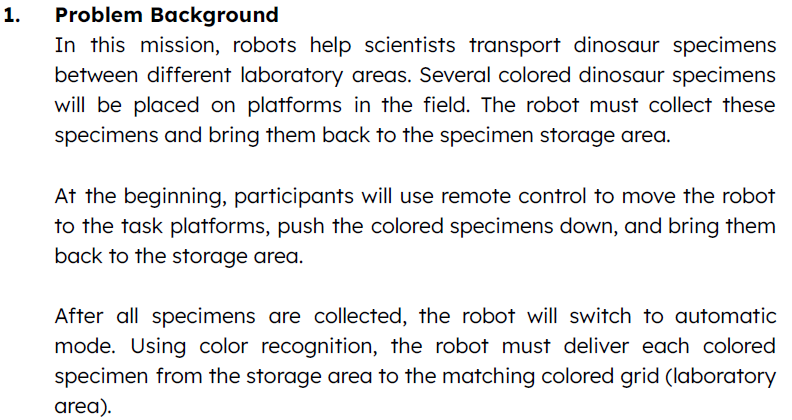 1. Problem Background
In this mission, robots help scientists transport dinosaur specimens
between different laboratory areas. Several colored dinosaur specimens
will be placed on platforms in the field. The robot must collect these
specimens and bring them back to the specimen storage area.
At the beginning, participants will use remote control to move the robot
to the task platforms, push the colored specimens down, and bring them
back to the storage area.
After all specimens are collected, the robot will switch to automatic
mode. Using color recognition, the robot must deliver each colored
specimen from the storage area to the matching colored grid (laboratory
area).